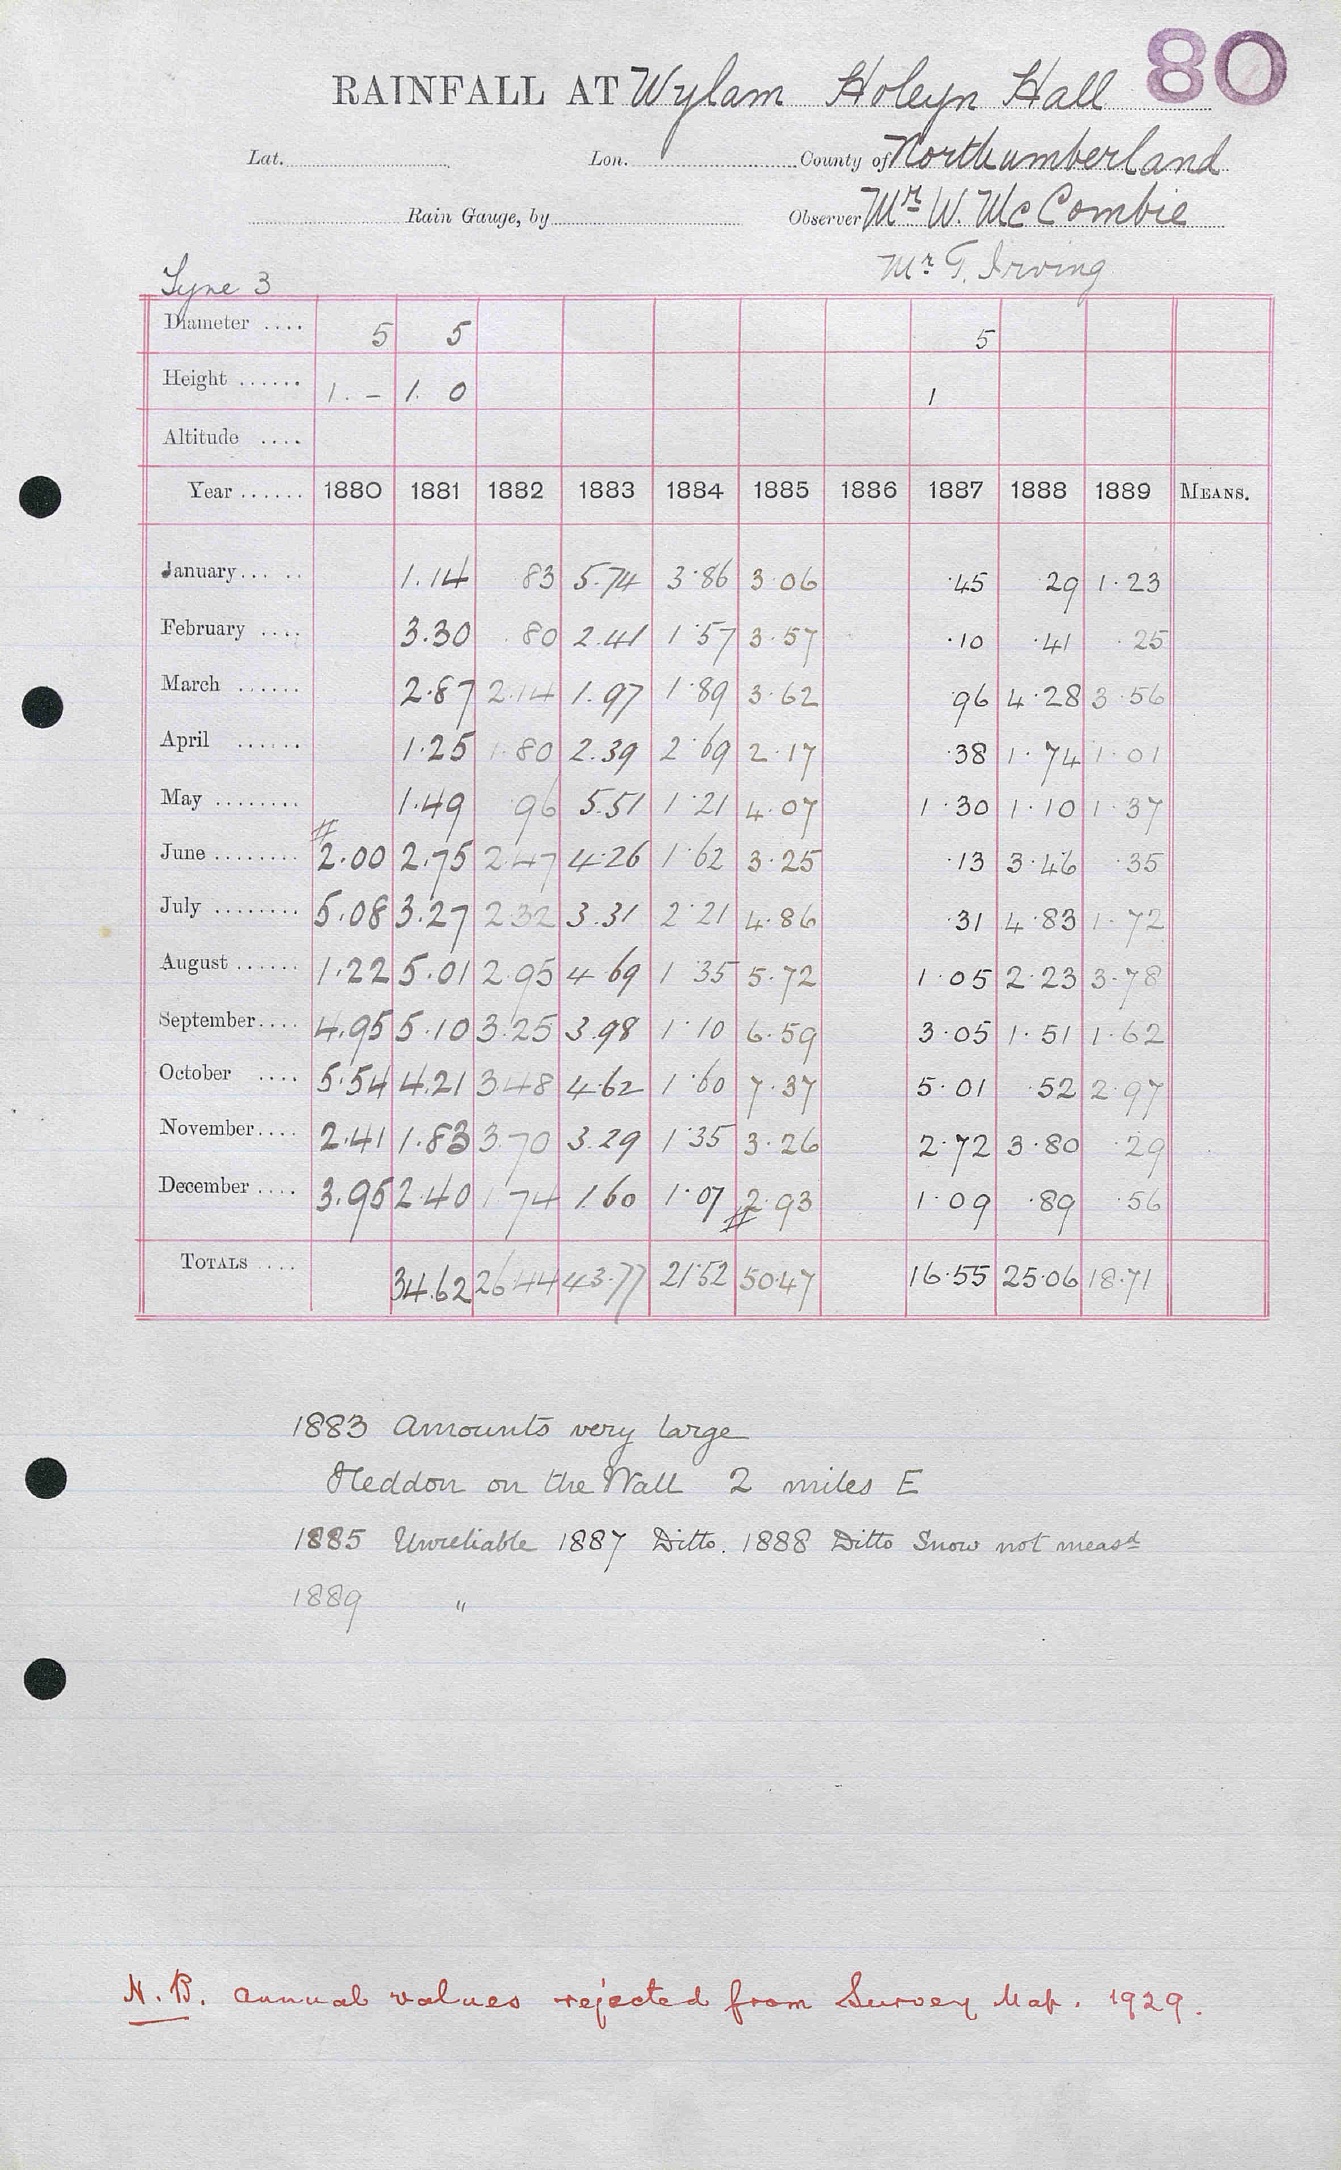 80
RAINFALL AT Wylam Holeyn Hall
Lat. Lon. County of Northumberland
Rain Gauge, by Observer Mr W. McCombie
Mr T. Irving
Tyne 3
Diameter .... 5 5 5
Height ...... 1. – 1. 0 1
Altitude ....
Year ...... 1880 1881 1882 1883 1884 1885 1886 1887 1888 1889 MEANS.
January... .. 1.14 83 5.74 3.86 3.06 .45 .29 1.23
February .... 3.30 .80 2.41 1.57 3.57 .10 .41 .25
March ...... 2.87 2.14 1.97 1.89 3.62 .96 4.28 3.56
April ...... 1.25 1.80 2.39 2.69 2.17 .38 1.74 1.01
May ........ 1.49 96 5.51 1.21 4.07 1.30 1.10 1.37
June ........ #2.00 2.75 2.47 4.26 1.62 3.25 .13 3.46 .35
July ........ 5.08 3.27 2.32 3.31 2.21 4.86 .31 4.83 1.72
August ...... 1.22 5.01 2.95 4.69 1.35 5.72 1.05 2.23 3.78
September.... 4.95 5.10 3.25 3.98 1.10 6.59 3.05 1.51 1.62
October .... 5.54 4.21 3.48 4.62 1.60 7.37 5.01 .52 2.97
November.... 2.41 1.83 3.70 3.29 1.35 3.26 2.72 3.80 .29
December .... 3.95 2.40 1.74 1.60 1.07 #2.93 1.09 .89 .56
TOTALS .... 34.62 26.44 43.77 21.52 50.47 16.55 25.06 18.71
1883 Amounts very large
Heddon on the Wall 2 miles E
1885 Unreliable 1887 Ditto. 1888 Ditto Snow not measd
1889 "
N.B. annual values rejected from Survey Map. 1929.